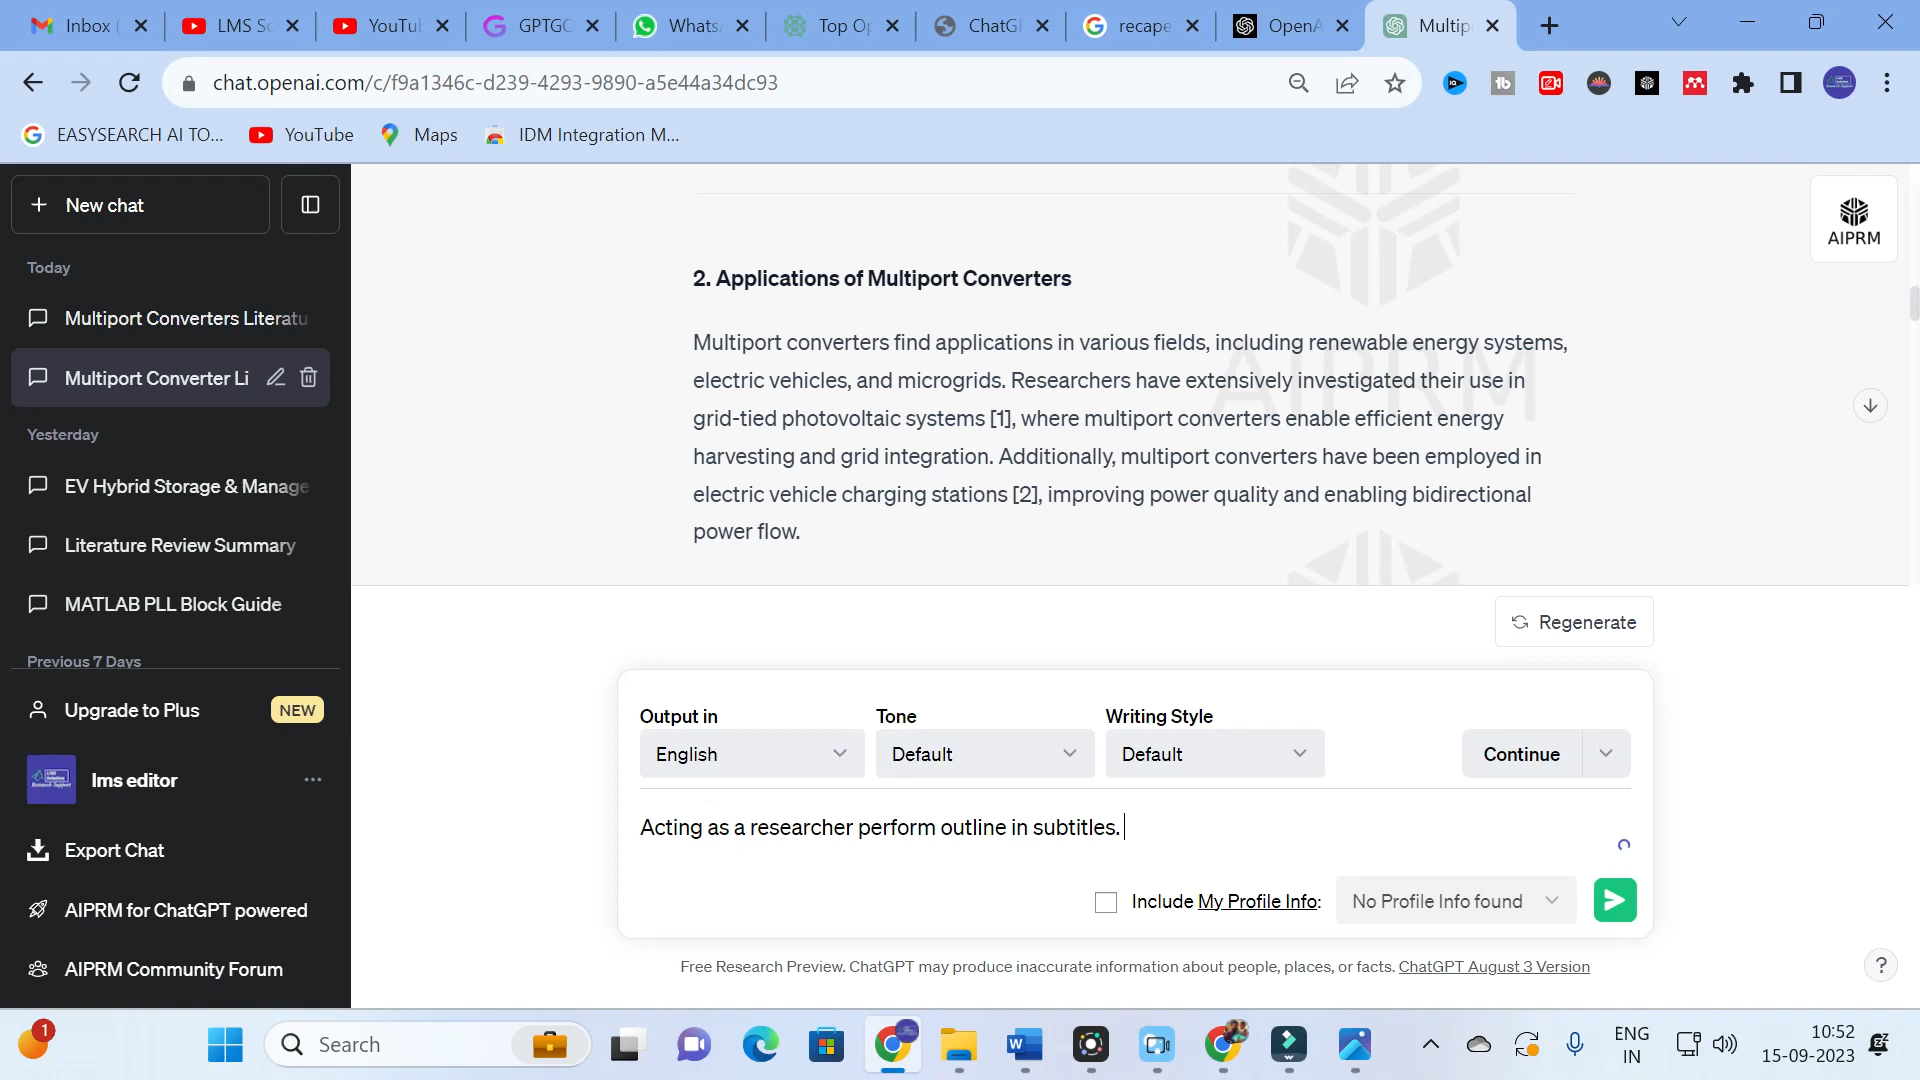 Inbox (
LMS Sc
YouTul
GPTGC
Whats
Top Op
ChatGF
recape
OpenA
Multip
chat.openai.com/c/f9a1346c-d239-4293-9890-a5e44a34dc93
EASYSEARCH AI TO...
YouTube
Maps
IDM Integration M...
New chat
Today
Multiport Converters Literatu
Multiport Converter Li
Yesterday
EV Hybrid Storage & Manage
Literature Review Summary
MATLAB PLL Block Guide
Previous 7 Days
Upgrade to Plus
NEW
lms editor
Export Chat
AIPRM for ChatGPT powered
AIPRM Community Forum
AIPRM
2. Applications of Multiport Converters
Multiport converters find applications in various fields, including renewable energy systems,
electric vehicles, and microgrids. Researchers have extensively investigated their use in
grid-tied photovoltaic systems [1], where multiport converters enable efficient energy
harvesting and grid integration. Additionally, multiport converters have been employed in
electric vehicle charging stations [2], improving power quality and enabling bidirectional
power flow.
AIPRM
Regenerate
Output in
Tone
Writing Style
English
Default
Default
Continue
Acting as a researcher perform outline in subtitles.
Include My Profile Info:
No Profile Info found
Free Research Preview. ChatGPT may produce inaccurate information about people, places, or facts. ChatGPT August 3 Version
?
1
Search
ENG
IN
10:52
15-09-2023